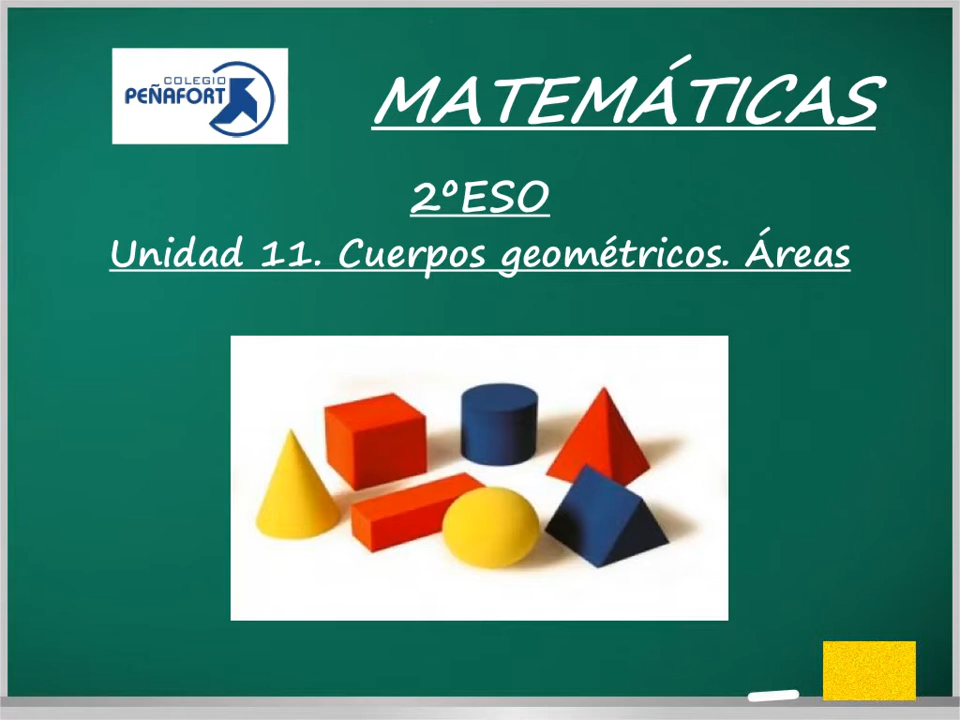 COLEGIO
PEÑAFORT
MATEMÁTICAS
2ºESO
Unidad 11. Cuerpos geométricos. Áreas